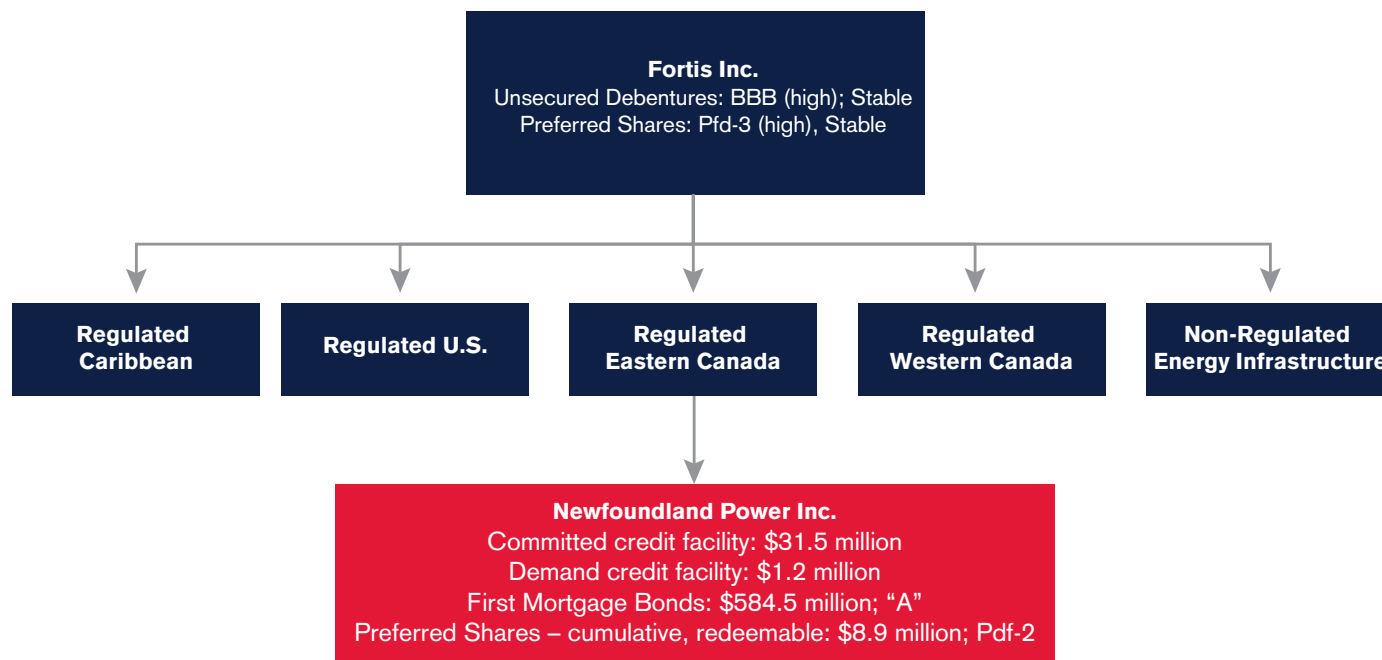 Fortis Inc.
Unsecured Debentures: BBB (high); Stable
Preferred Shares: Pfd-3 (high), Stable
Regulated
Caribbean
Regulated U.S.
Regulated
Eastern Canada
Regulated
Western Canada
Non-Regulated
Energy Infrastructure
Newfoundland Power Inc.
Committed credit facility: $31.5 million
Demand credit facility: $1.2 million
First Mortgage Bonds: $584.5 million; “A”
Preferred Shares – cumulative, redeemable: $8.9 million; Pdf-2